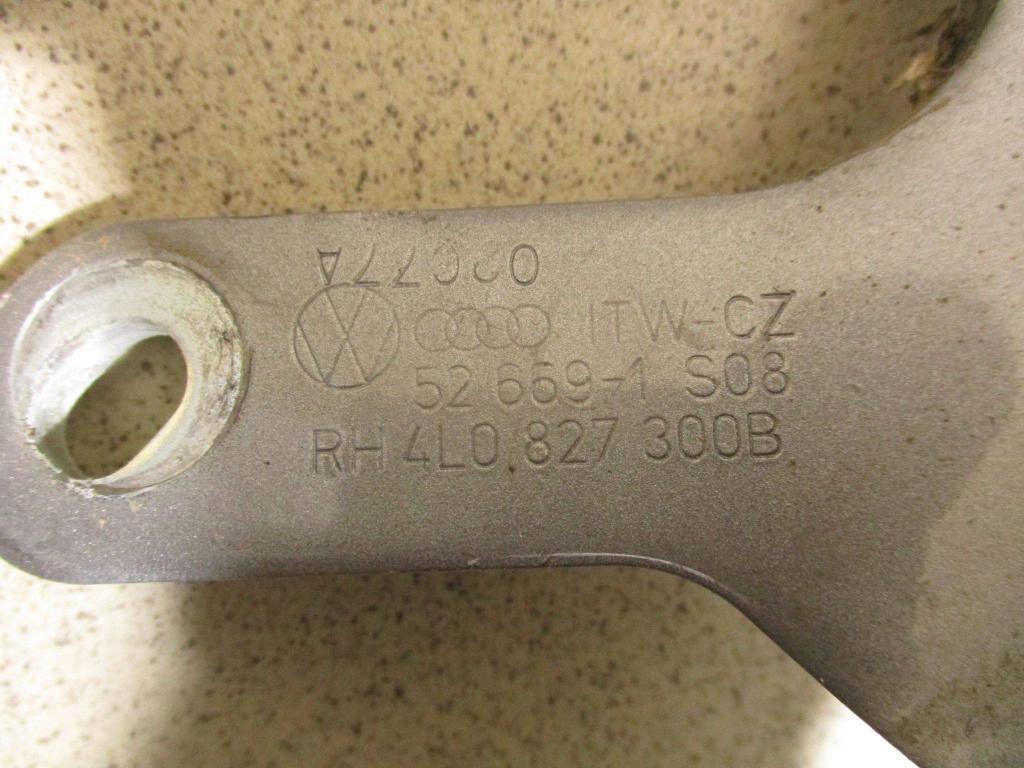 ITW-CZ
52 669-1 S08
RH 4L0 827 300B